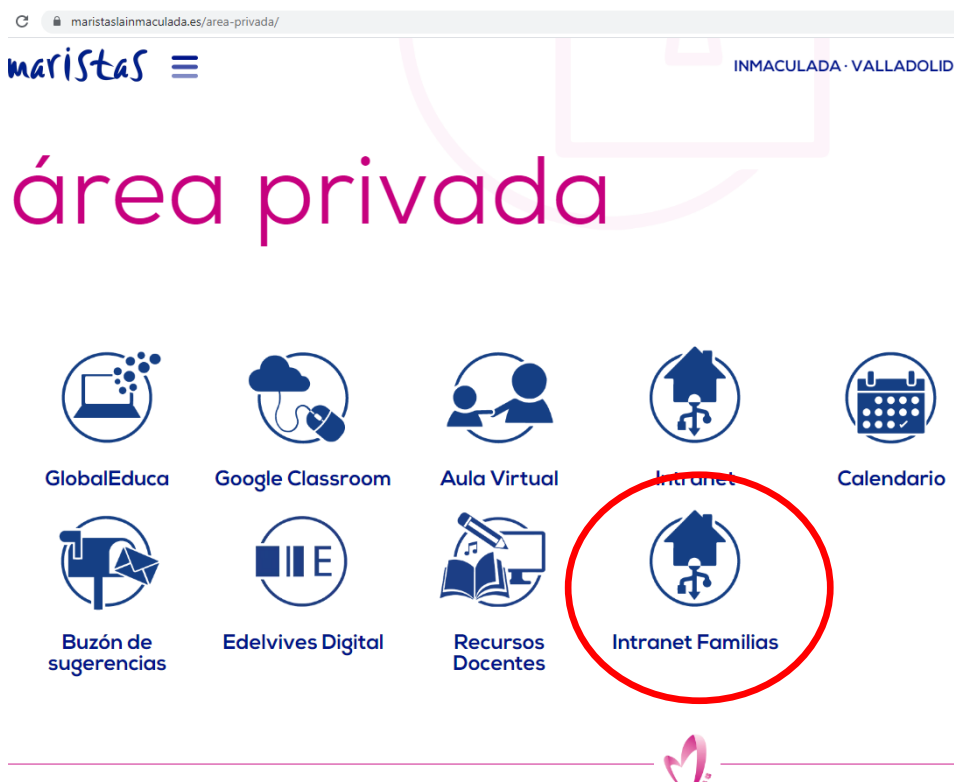 maristaslainmaculada.es/area-privada/
maristas
INMACULADA · VALLADOLID
área privada
GlobalEduca
Google Classroom
Aula Virtual
Intranet
Calendario
E
Buzón de
sugerencias
Edelvives Digital
Recursos
Docentes
Intranet Familias